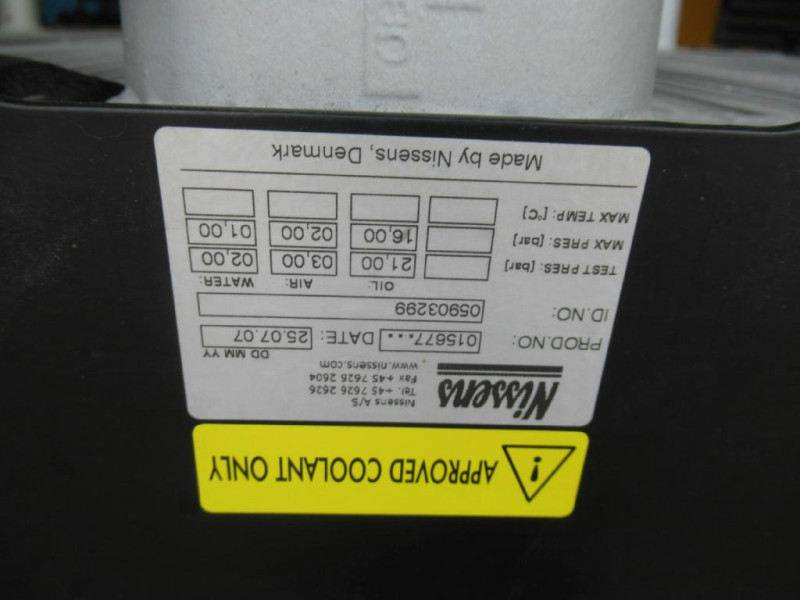 APPROVED COOLANT ONLY
Nissens
Nissens A/S
Tel. +45 7626 2626
Fax +45 7626 2604
www.nissens.com
DD MM YY
PROD.NO: 015677... DATE: 25.07.07
ID.NO: 05903299
OIL: AIR: WATER:
TEST PRES: [bar] 21,00 03,00 02,00
MAX PRES: [bar] 16,00 02,00 01,00
MAX TEMP: [°C]
Made by Nissens, Denmark